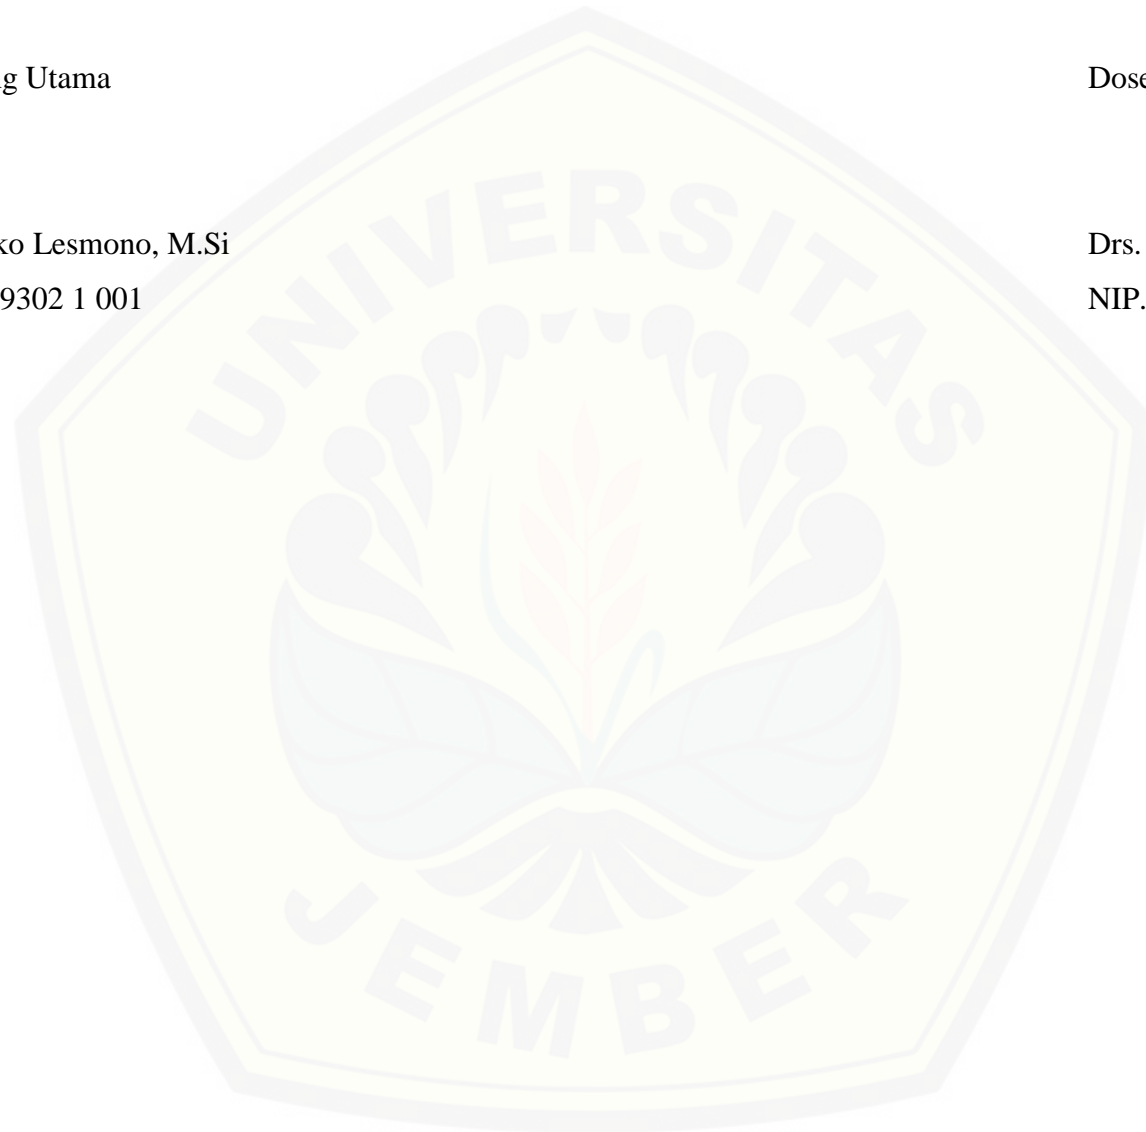 g Utama
ko Lesmono, M.Si
9302 1 001
Dose
Drs.
NIP.
UNIVERSITAS
JEMBER